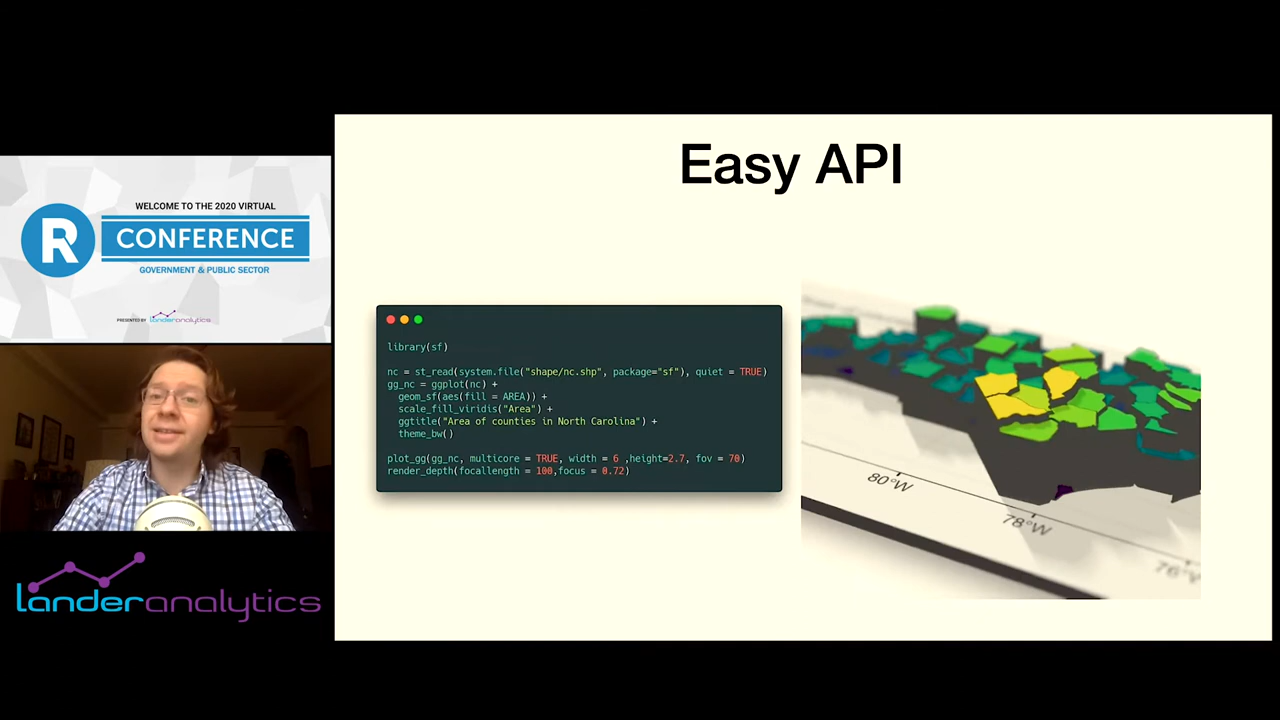 WELCOME TO THE 2020 VIRTUAL
R
CONFERENCE
GOVERNMENT & PUBLIC SECTOR
PRESENTED BY landeranalytics
landeranalytics
Easy API
library(sf)
nc = st_read(system.file("shape/nc.shp", package="sf"), quiet = TRUE)
gg_nc = ggplot(nc) +
geom_sf(aes(fill = AREA)) +
scale_fill_viridis("Area") +
ggtitle("Area of counties in North Carolina") +
theme_bw()
plot_gg(gg_nc, multicore = TRUE, width = 6 ,height=2.7, fov = 70)
render_depth(focallength = 100,focus = 0.72)
80°W
78°W
76°W